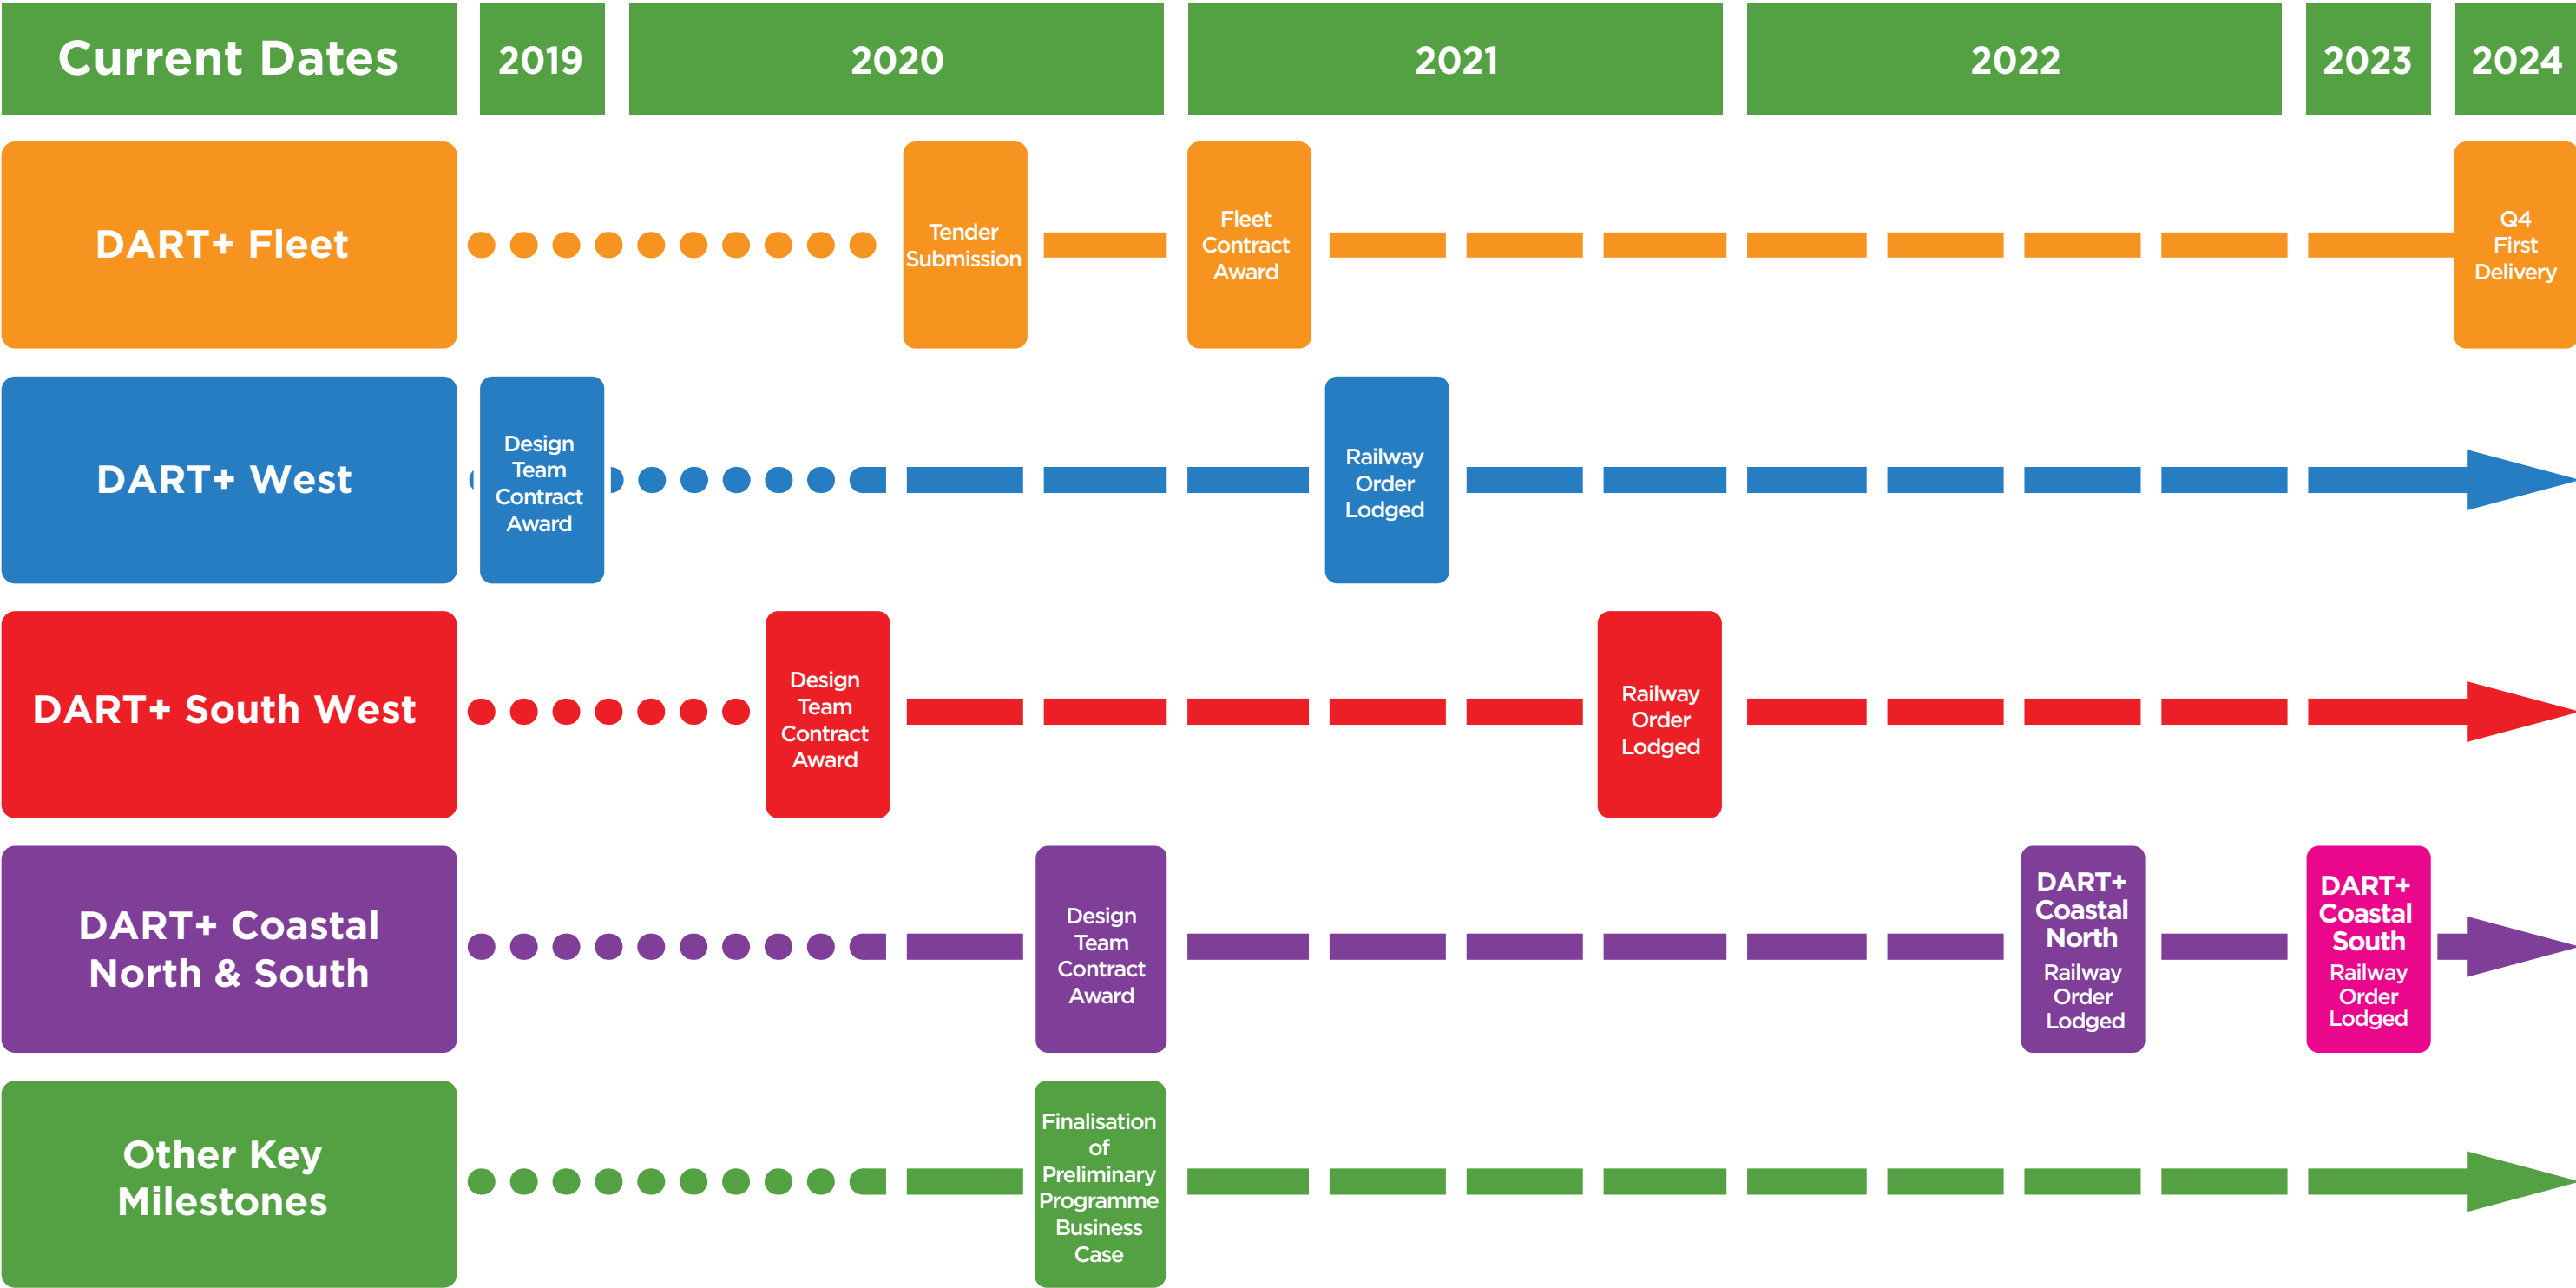 Current Dates
2019
2020
2021
2022
2023
2024
DART+ Fleet
Tender
Submission
Fleet
Contract
Award
Q4
First
Delivery
DART+ West
Design
Team
Contract
Award
Railway
Order
Lodged
DART+ South West
Design
Team
Contract
Award
Railway
Order
Lodged
DART+ Coastal
North & South
Design
Team
Contract
Award
DART+
Coastal
North
Railway
Order
Lodged
DART+
Coastal
South
Railway
Order
Lodged
Other Key
Milestones
Finalisation
of
Preliminary
Programme
Business
Case